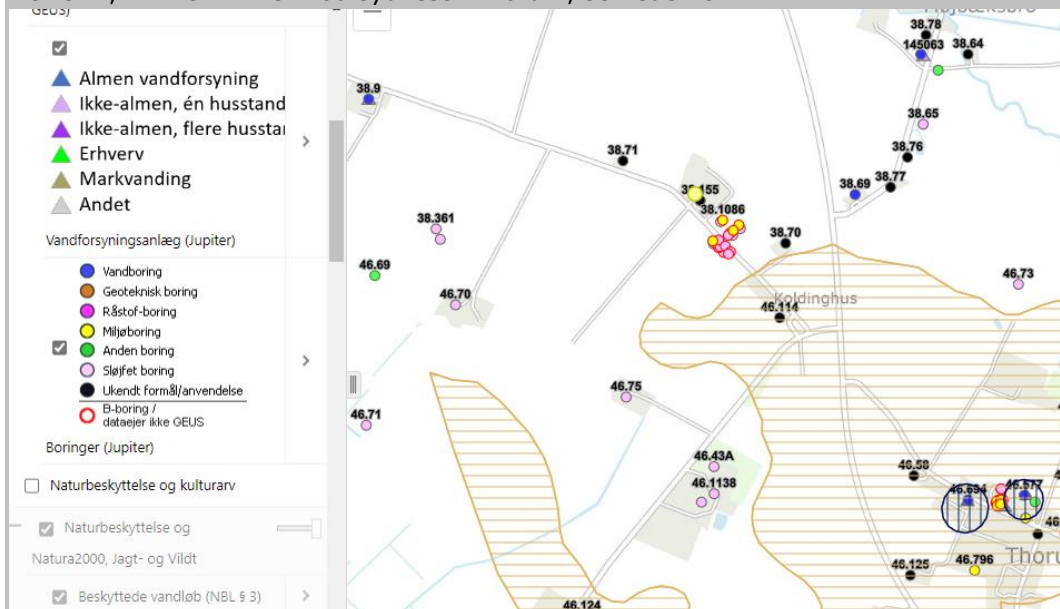 GEUS)
Almen vandforsyning
Ikke-almen, én husstand
Ikke-almen, flere husstan
Erhverv
Markvanding
Andet
Vandforsyningsanlæg (Jupiter)
Vandboring
Geoteknisk boring
Råstof-boring
Miljøboring
Anden boring
Sløjfet boring
Ukendt formål/anvendelse
B-boring /
dataejer ikke GEUS
Boringer (Jupiter)
Naturbeskyttelse og kulturarv
Naturbeskyttelse og
Natura2000, Jagt- og Vildt
Beskyttede vandløb (NBL § 3)
38.78
145063
38.64
38.9
38.65
38.71
38.76
38.77
38.69
38.1086
38.361
38.70
46.69
46.73
46.70
Koldinghus
46.114
46.75
46.71
46.43A
46.58
46.1138
46.694
46.577
46.
Thoru
46.125
46.796
46.124